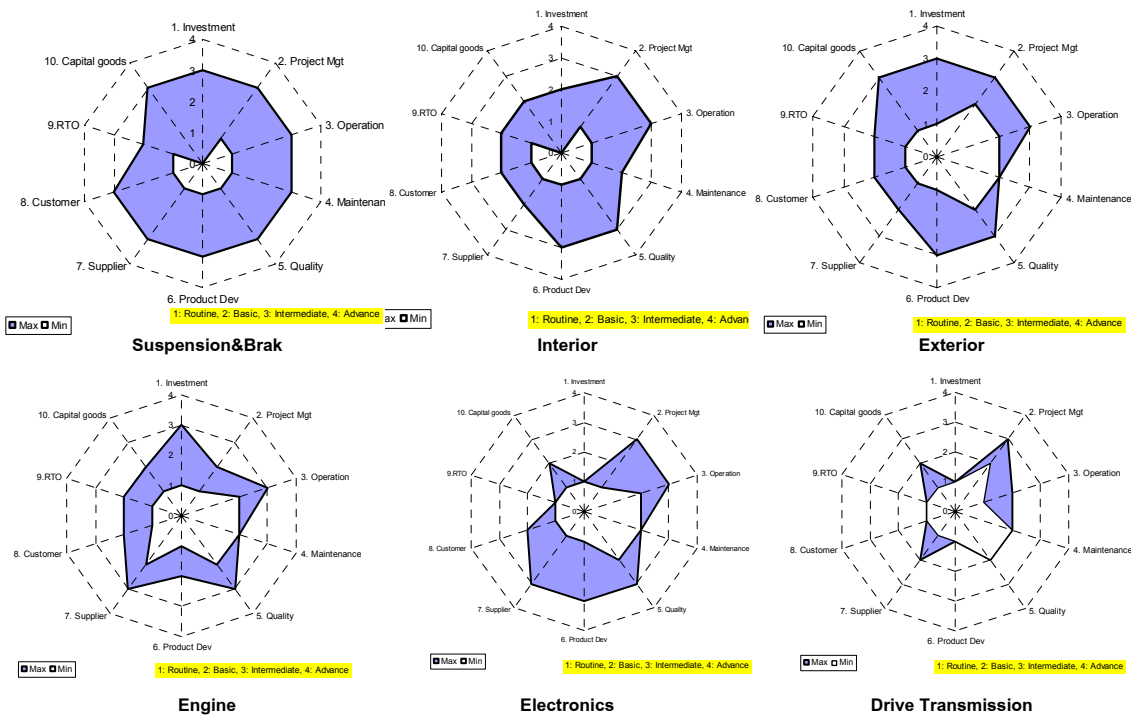 1. Investment
4
10. Capital goods
2. Project Mgt
3
2
9.RTO
3. Operation
1
0
8. Customer
4. Maintenan
7. Supplier
5. Quality
6. Product Dev
1: Routine, 2: Basic, 3: Intermediate, 4: Advance
Max Min
Suspension&Brak
1. Investment
4
10. Capital goods
2. Project Mgt
3
2
9.RTO
3. Operation
1
0
8. Customer
4. Maintenance
7. Supplier
5. Quality
6. Product Dev
ax Min
1: Routine, 2: Basic, 3: Intermediate, 4: Advan
Interior
1. Investment
4
10. Capital goods
2. Project Mgt
3
2
9.RTO
3. Operation
1
0
8. Customer
4. Maintenance
7. Supplier
5. Quality
6. Product Dev
Max Min
1: Routine, 2: Basic, 3: Intermediate, 4: Advance
Exterior
1. Investment
4
10. Capital goods
2. Project Mgt
3
2
9.RTO
3. Operation
1
0
8. Customer
4. Maintenance
7. Supplier
5. Quality
6. Product Dev
Max Min
1: Routine, 2: Basic, 3: Intermediate, 4: Advance
Engine
1. Investment
4
10. Capital goods
2. Project Mgt
3
2
9.RTO
3. Operation
1
0
8. Customer
4. Maintenance
7. Supplier
5. Quality
6. Product Dev
Max Min
1: Routine, 2: Basic, 3: Intermediate, 4: Advance
Electronics
1. Investment
4
10. Capital goods
2. Project Mgt
3
2
9.RTO
3. Operation
1
0
8. Customer
4. Maintenance
7. Supplier
5. Quality
6. Product Dev
Max Min
1: Routine, 2: Basic, 3: Intermediate, 4: Advance
Drive Transmission